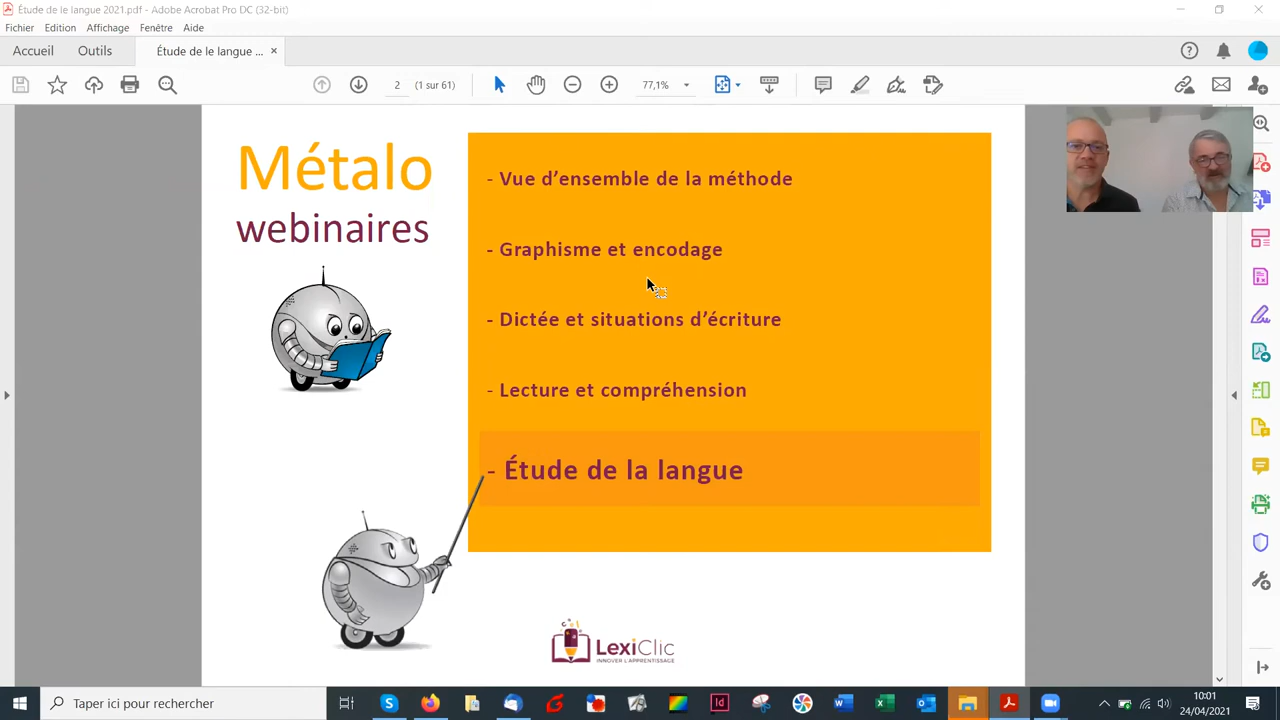 Étude de le langue 2021.pdf - Adobe Acrobat Pro DC (32-bit)
Fichier Edition Affichage Fenêtre Aide
Accueil Outils Étude de le langue ... ×
2 (1 sur 61) 77,1%
Métalo
webinaires
- Vue d’ensemble de la méthode
- Graphisme et encodage
- Dictée et situations d’écriture
- Lecture et compréhension
- Étude de la langue
LexiClic
INNOVER L'APPRENTISSAGE
Tapez ici pour rechercher
10:01
24/04/2021